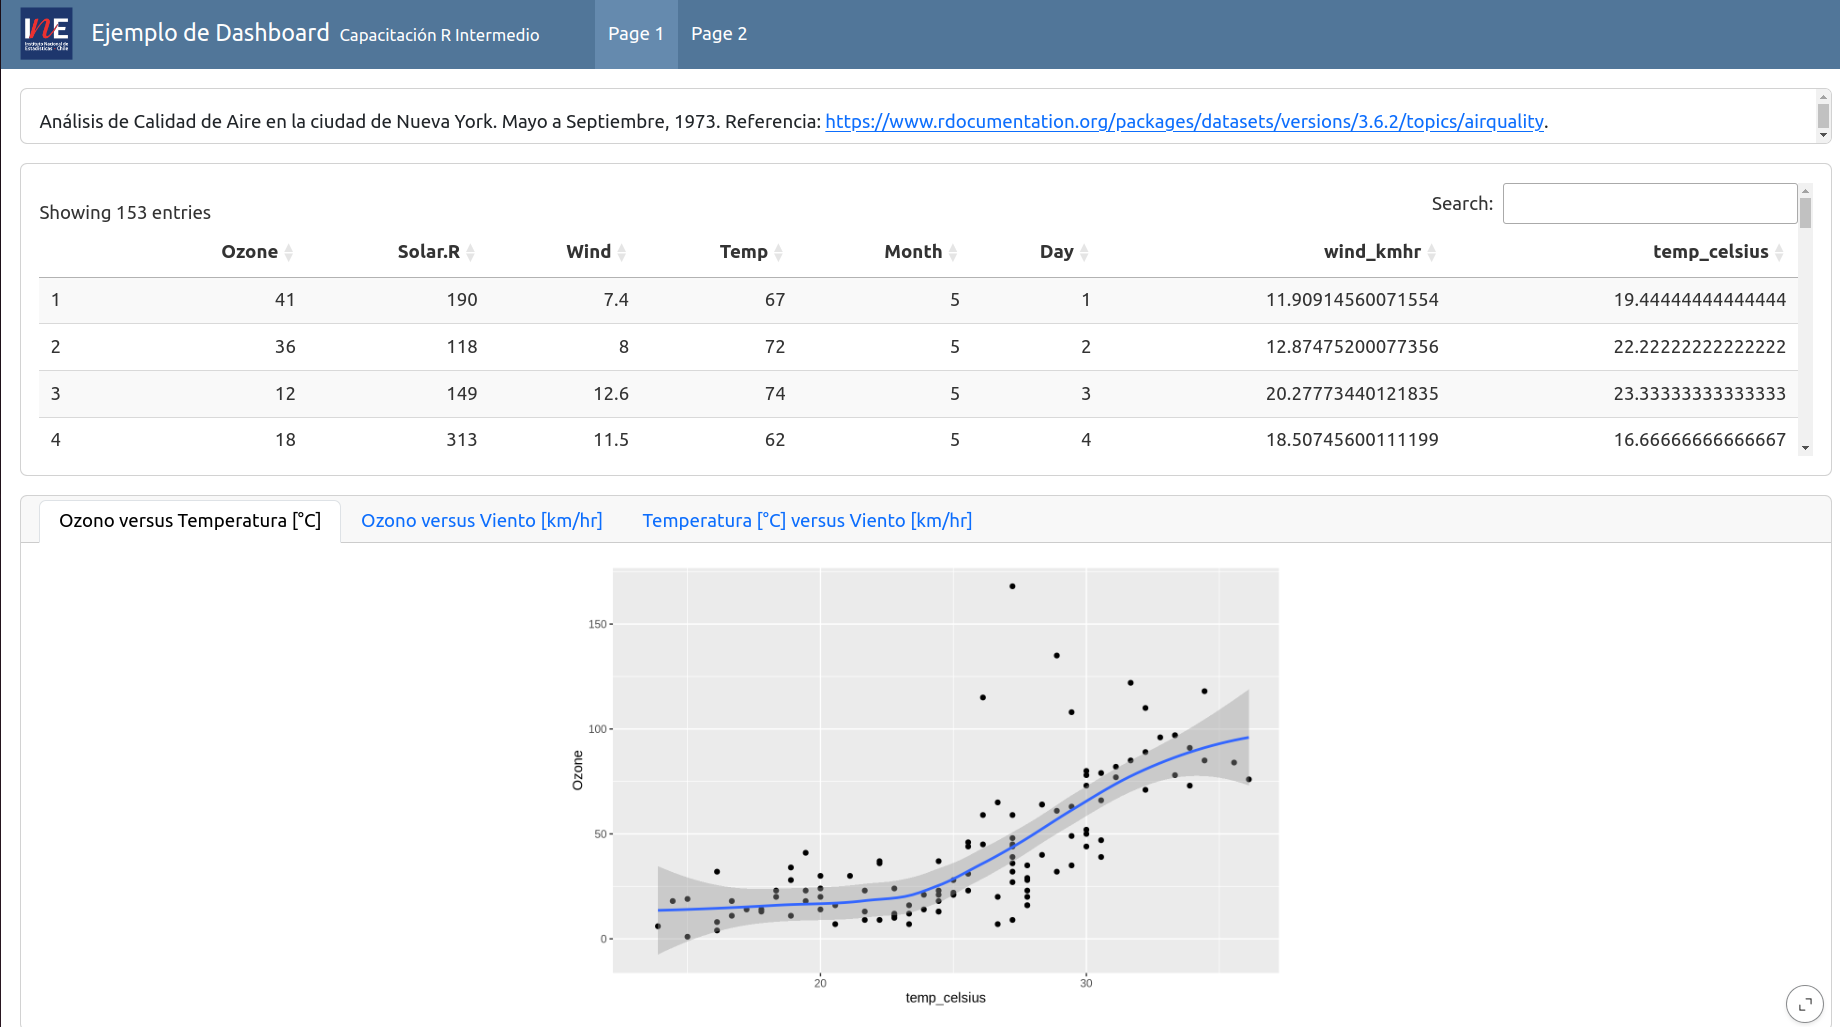 INE
Instituto Nacional de
Estadísticas · Chile
Ejemplo de Dashboard Capacitación R Intermedio Page 1 Page 2
Análisis de Calidad de Aire en la ciudad de Nueva York. Mayo a Septiembre, 1973. Referencia: https://www.rdocumentation.org/packages/datasets/versions/3.6.2/topics/airquality.
Search:
Showing 153 entries
Ozone Solar.R Wind Temp Month Day wind_kmhr temp_celsius
1 41 190 7.4 67 5 1 11.90914560071554 19.44444444444444
2 36 118 8 72 5 2 12.87475200077356 22.22222222222222
3 12 149 12.6 74 5 3 20.27773440121835 23.33333333333333
4 18 313 11.5 62 5 4 18.50745600111199 16.66666666666667
Ozono versus Temperatura [°C] Ozono versus Viento [km/hr] Temperatura [°C] versus Viento [km/hr]
150
100
Ozone
50
0
20 30
temp_celsius